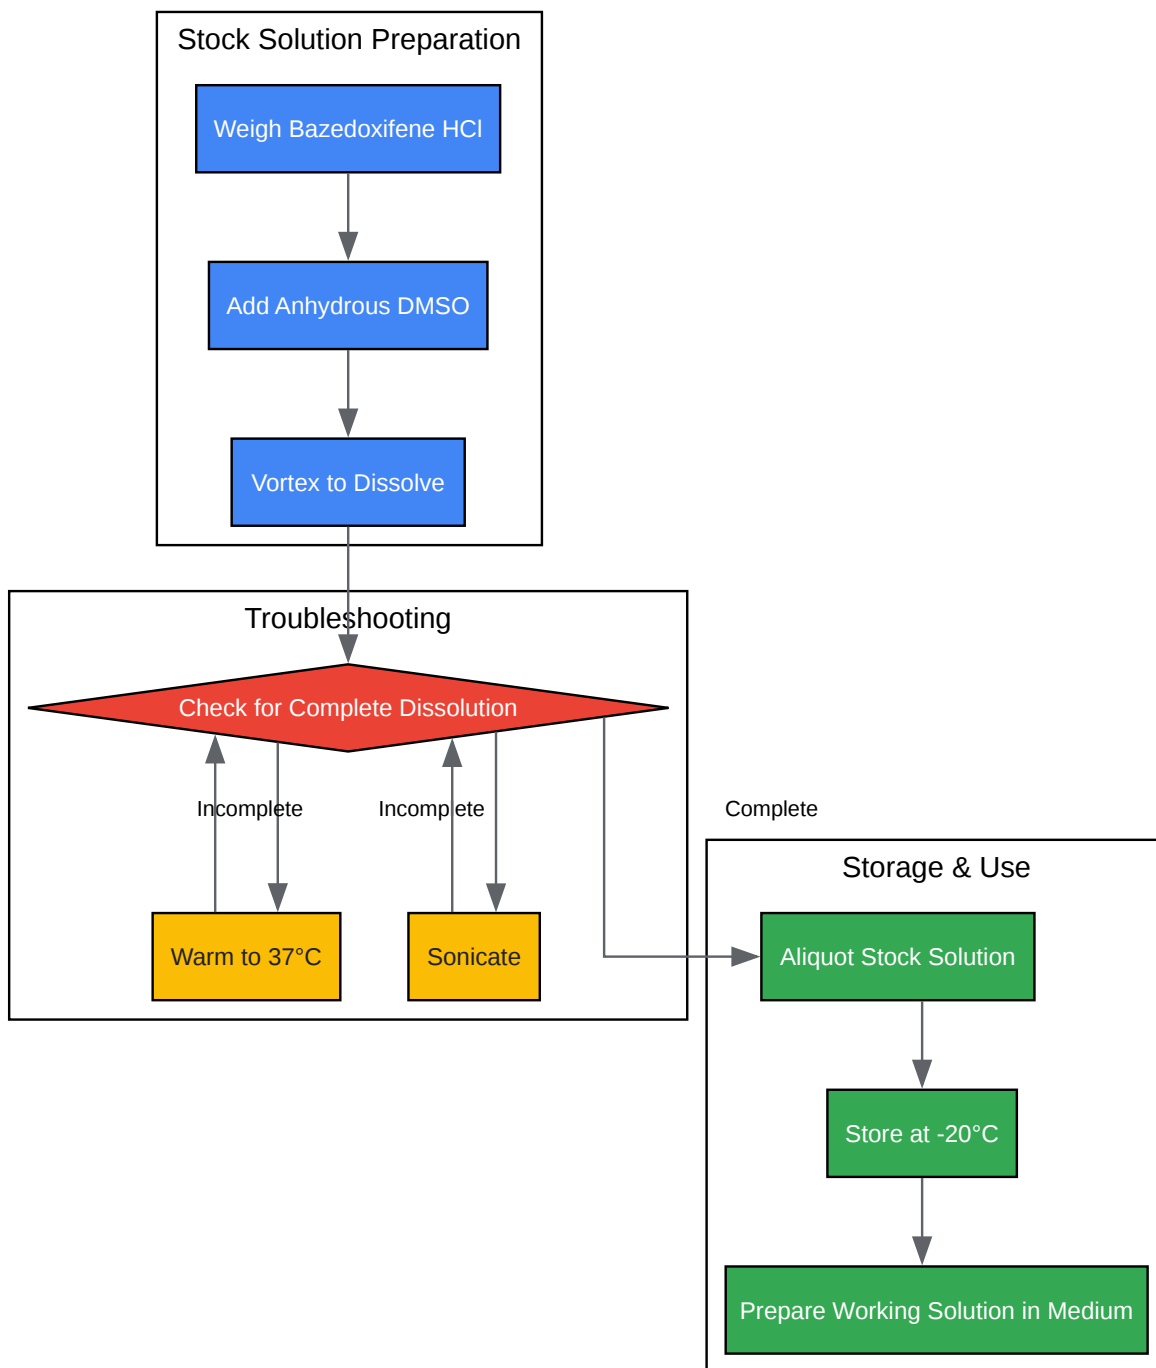 Stock Solution Preparation
Weigh Bazedoxifene HCl
Add Anhydrous DMSO
Vortex to Dissolve
Troubleshooting
Check for Complete Dissolution
Incomplete
Incomplete
Complete
Warm to 37°C
Sonicate
Storage & Use
Aliquot Stock Solution
Store at -20°C
Prepare Working Solution in Medium